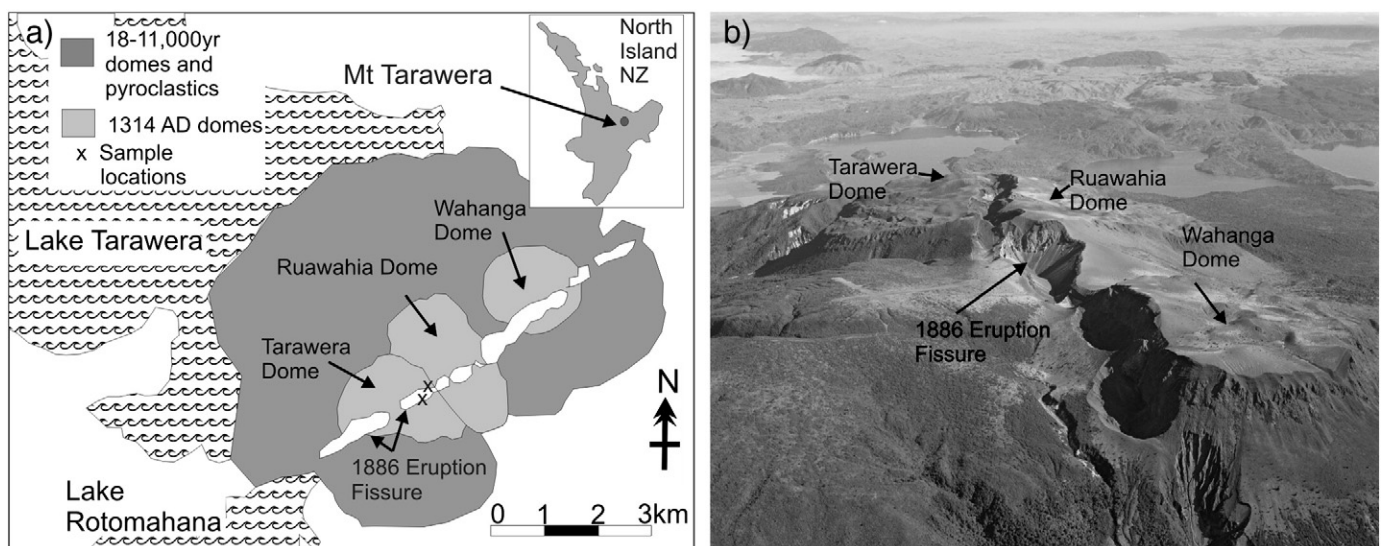 a)
18-11,000yr
domes and
pyroclastics
1314 AD domes
x Sample
locations
North
Island
NZ
Mt Tarawera
Lake Tarawera
Wahanga
Dome
Ruawahia Dome
Tarawera
Dome
x
x
N
1886 Eruption
Fissure
Lake
Rotomahana
0 1 2 3km
b)
Tarawera
Dome
Ruawahia
Dome
Wahanga
Dome
1886 Eruption
Fissure